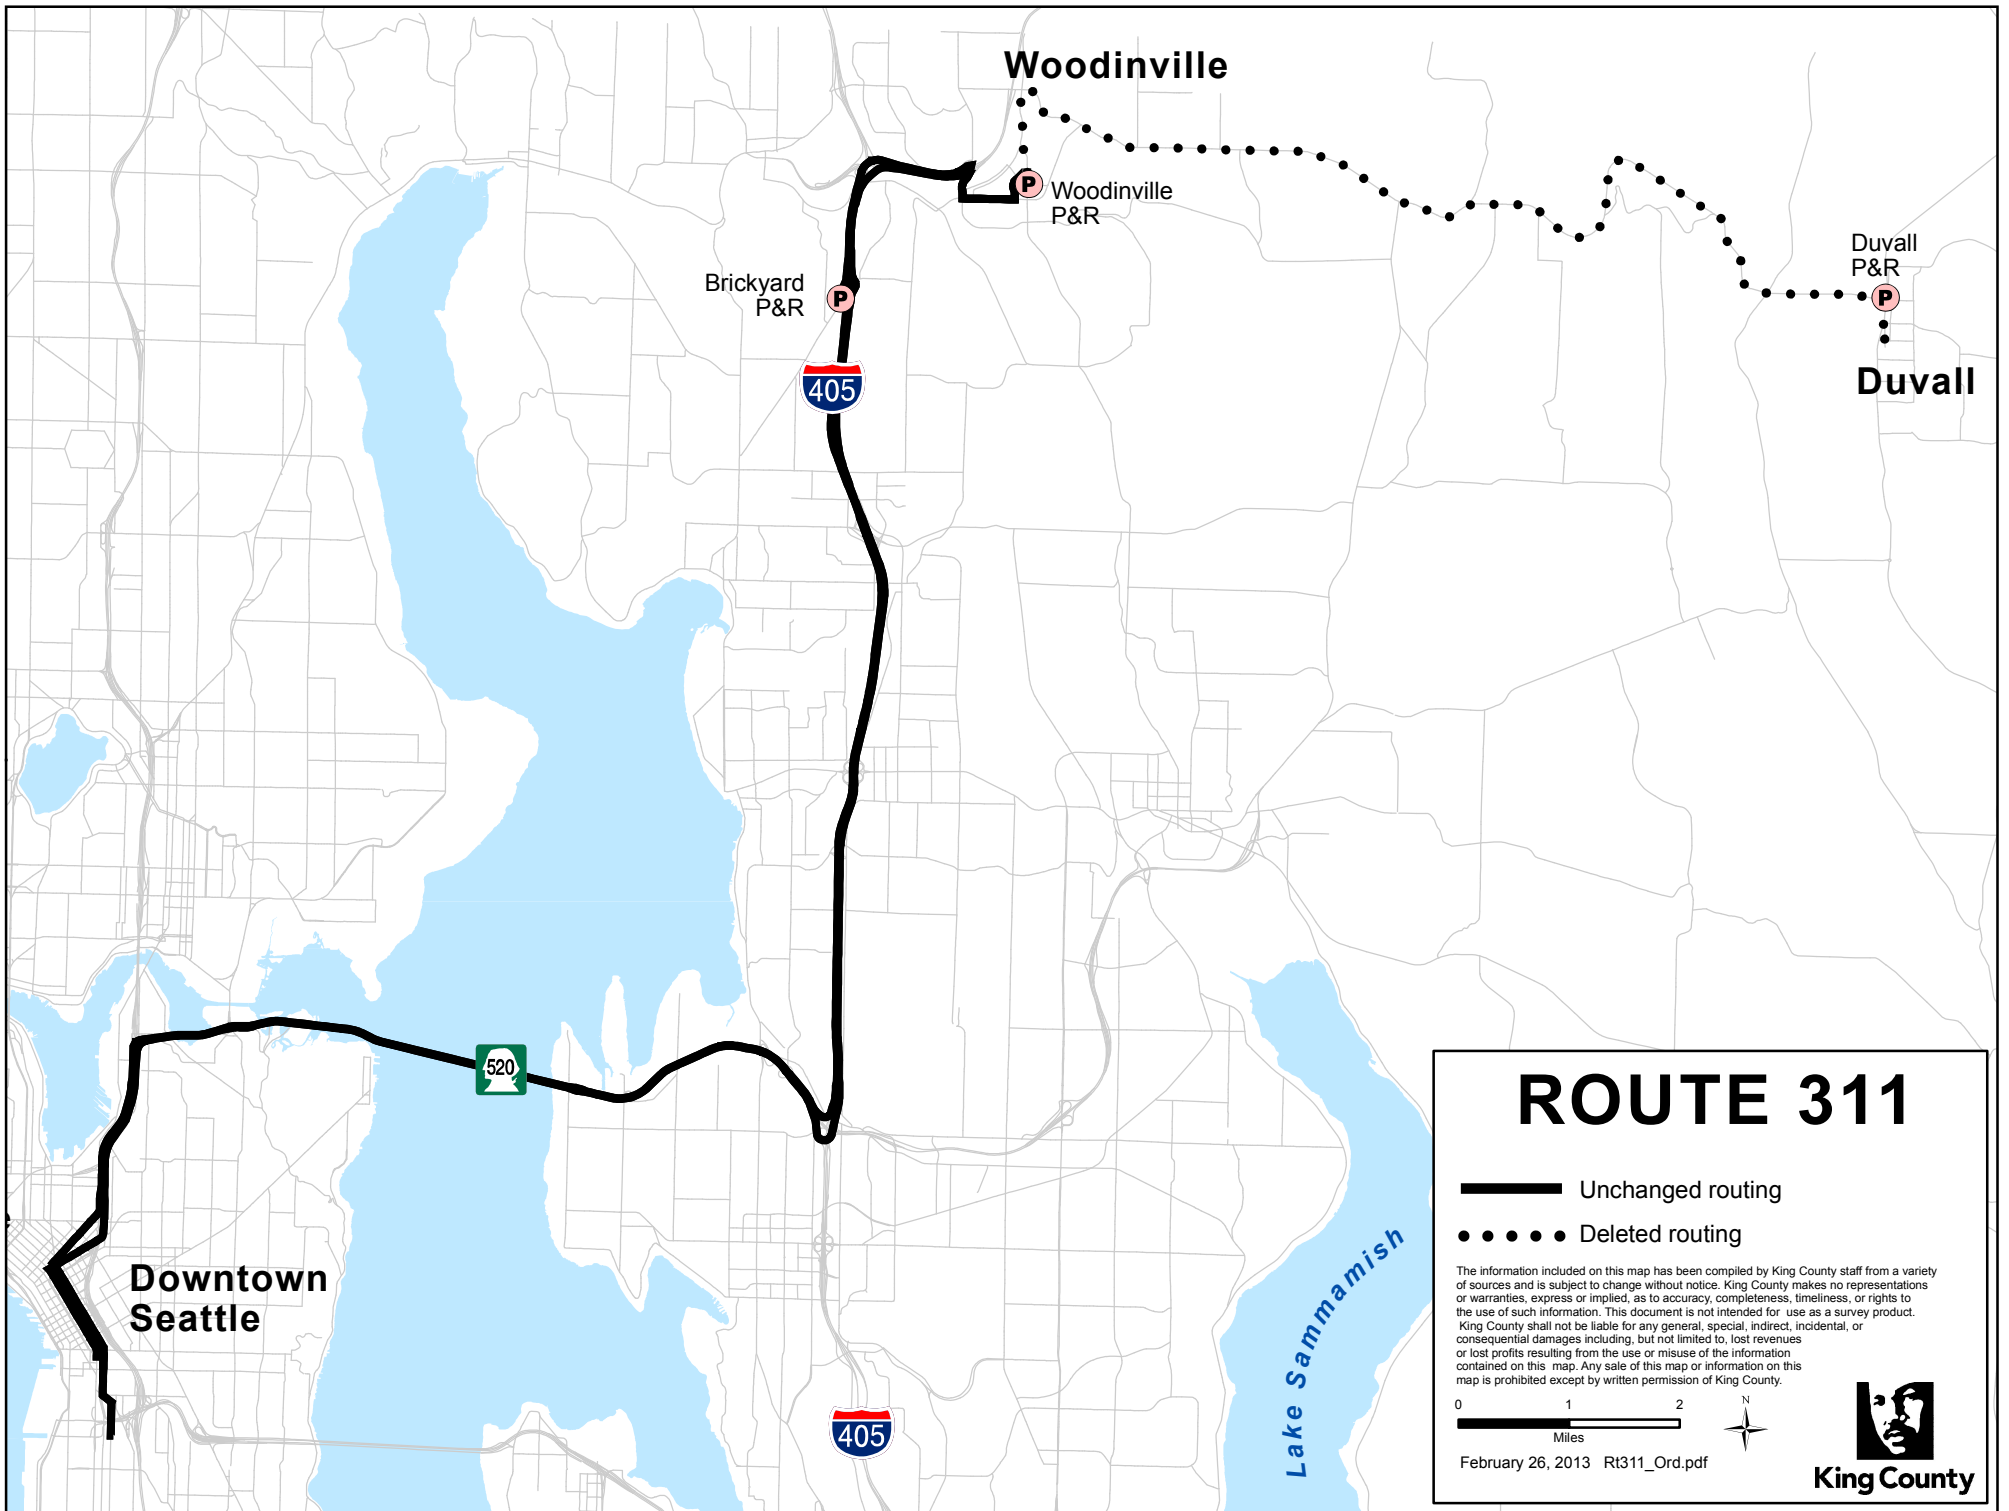 Woodinville
P
Woodinville
P&R
Duvall
P&R
P
Duvall
Brickyard
P&R
P
405
520
Downtown
Seattle
405
Lake Sammamish
ROUTE 311
Unchanged routing
Deleted routing
The information included on this map has been compiled by King County staff from a variety
of sources and is subject to change without notice. King County makes no representations
or warranties, express or implied, as to accuracy, completeness, timeliness, or rights to
the use of such information. This document is not intended for use as a survey product.
King County shall not be liable for any general, special, indirect, incidental, or
consequential damages including, but not limited to, lost revenues
or lost profits resulting from the use or misuse of the information
contained on this map. Any sale of this map or information on this
map is prohibited except by written permission of King County.
0 1 2
Miles
N
February 26, 2013 Rt311_Ord.pdf
King County